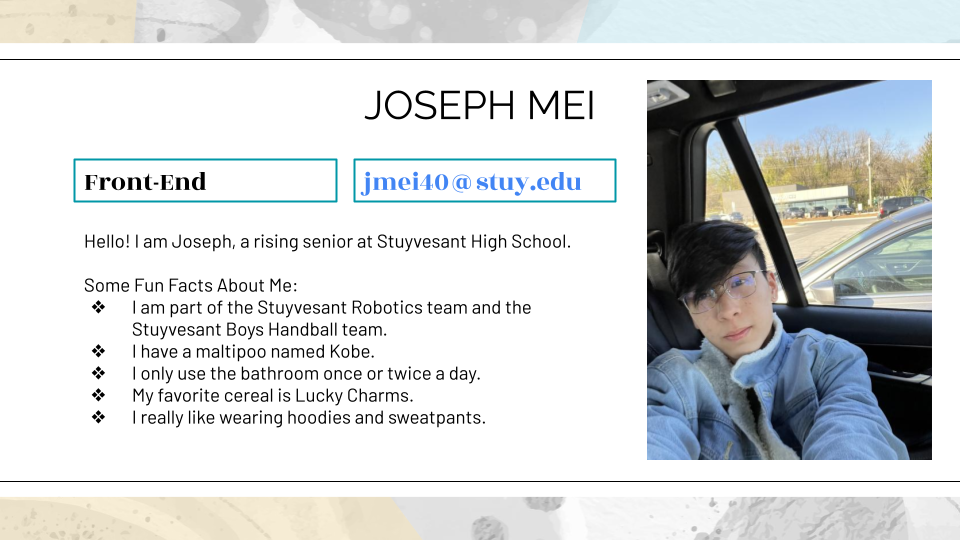 JOSEPH MEI
Front-End
jmei40@stuy.edu
Hello! I am Joseph, a rising senior at Stuyvesant High School.
Some Fun Facts About Me:
❖ I am part of the Stuyvesant Robotics team and the
Stuyvesant Boys Handball team.
❖ I have a maltipoo named Kobe.
❖ I only use the bathroom once or twice a day.
❖ My favorite cereal is Lucky Charms.
❖ I really like wearing hoodies and sweatpants.